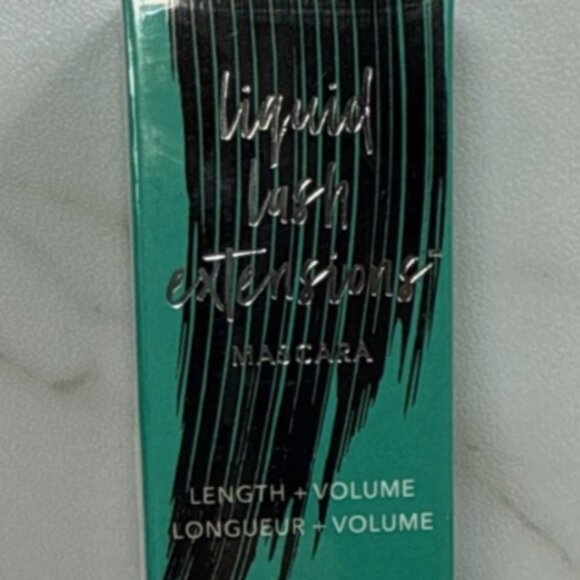 liquid
lash
extensions™
MASCARA
LENGTH + VOLUME
LONGUEUR + VOLUME